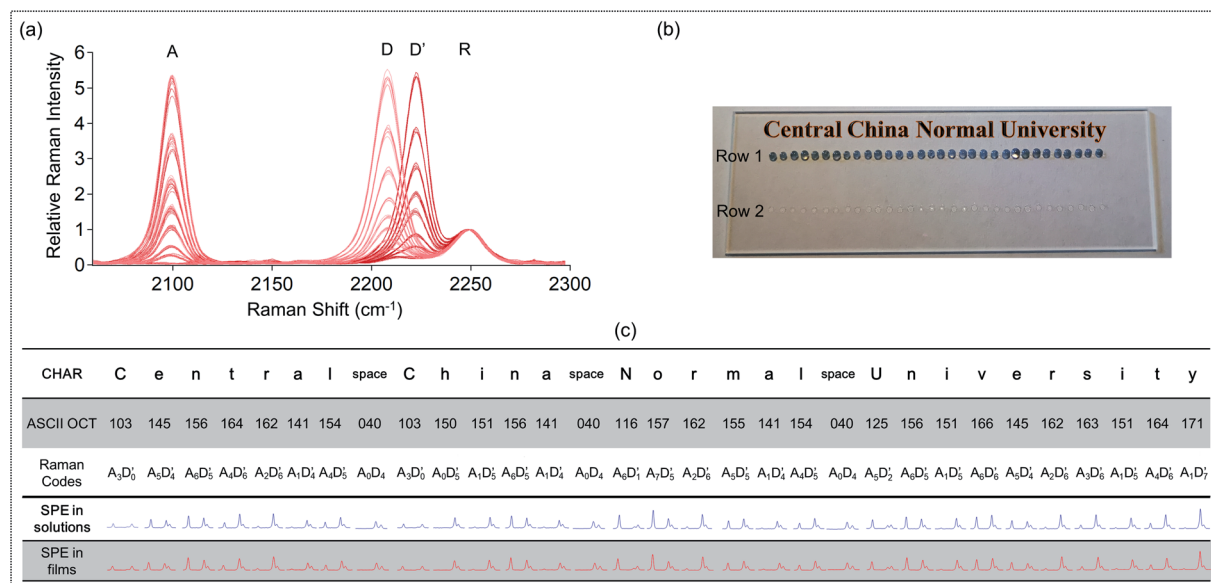 (a)
A D D' R
Relative Raman Intensity
6
5
4
3
2
1
0
2100 2150 2200 2250 2300
Raman Shift (cm⁻¹)
(b)
Central China Normal University
Row 1
Row 2
(c)
CHAR C e n t r a l space C h i n a space N o r m a l space U n i v e r s i t y
ASCII OCT 103 145 156 164 162 141 154 040 103 150 151 156 141 040 116 157 162 155 141 154 040 125 156 151 166 145 162 163 151 164 171
Raman Codes A₃D'₀ A₅D'₄ A₆D'₅ A₄D'₆ A₂D'₆ A₁D'₄ A₄D'₅ A₀D₄ A₃D'₀ A₀D'₅ A₁D'₅ A₆D'₅ A₁D'₄ A₀D₄ A₆D'₁ A₇D'₅ A₂D'₆ A₅D'₅ A₁D'₄ A₄D'₅ A₀D₄ A₅D'₂ A₆D'₅ A₁D'₅ A₆D'₆ A₅D'₄ A₂D'₆ A₃D'₆ A₁D'₅ A₄D'₆ A₁D'₇
SPE in solutions
SPE in films